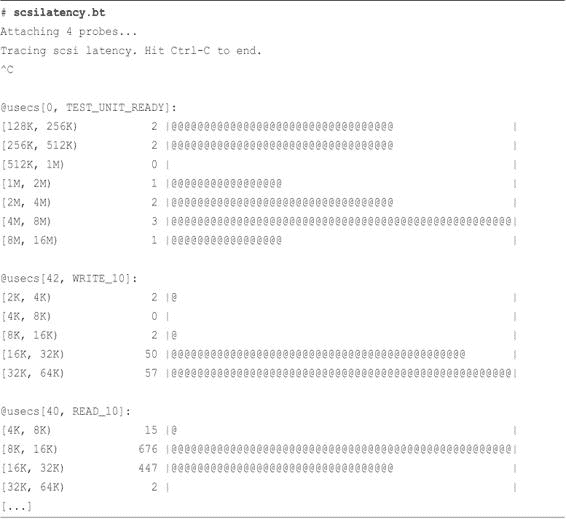 # scsilatency.bt
Attaching 4 probes...
Tracing scsi latency. Hit Ctrl-C to end.
^C
@usecs[0, TEST_UNIT_READY]:
[128K, 256K)           2 |@@@@@@@@@@@@@@@@@@@@@@@@@@@@@@@@@@                  |
[256K, 512K)           2 |@@@@@@@@@@@@@@@@@@@@@@@@@@@@@@@@@@                  |
[512K, 1M)             0 |                                                    |
[1M, 2M)               1 |@@@@@@@@@@@@@@@@@                                   |
[2M, 4M)               2 |@@@@@@@@@@@@@@@@@@@@@@@@@@@@@@@@@@                  |
[4M, 8M)               3 |@@@@@@@@@@@@@@@@@@@@@@@@@@@@@@@@@@@@@@@@@@@@@@@@@@@@|
[8M, 16M)              1 |@@@@@@@@@@@@@@@@@                                   |
@usecs[42, WRITE_10]:
[2K, 4K)               2 |@                                                   |
[4K, 8K)               0 |                                                    |
[8K, 16K)              2 |@                                                   |
[16K, 32K)            50 |@@@@@@@@@@@@@@@@@@@@@@@@@@@@@@@@@@@@@@@@@@@@@       |
[32K, 64K)            57 |@@@@@@@@@@@@@@@@@@@@@@@@@@@@@@@@@@@@@@@@@@@@@@@@@@@@|
@usecs[40, READ_10]:
[4K, 8K)              15 |@                                                   |
[8K, 16K)            676 |@@@@@@@@@@@@@@@@@@@@@@@@@@@@@@@@@@@@@@@@@@@@@@@@@@@@|
[16K, 32K)           447 |@@@@@@@@@@@@@@@@@@@@@@@@@@@@@@@@@@                  |
[32K, 64K)             2 |                                                    |
[...]